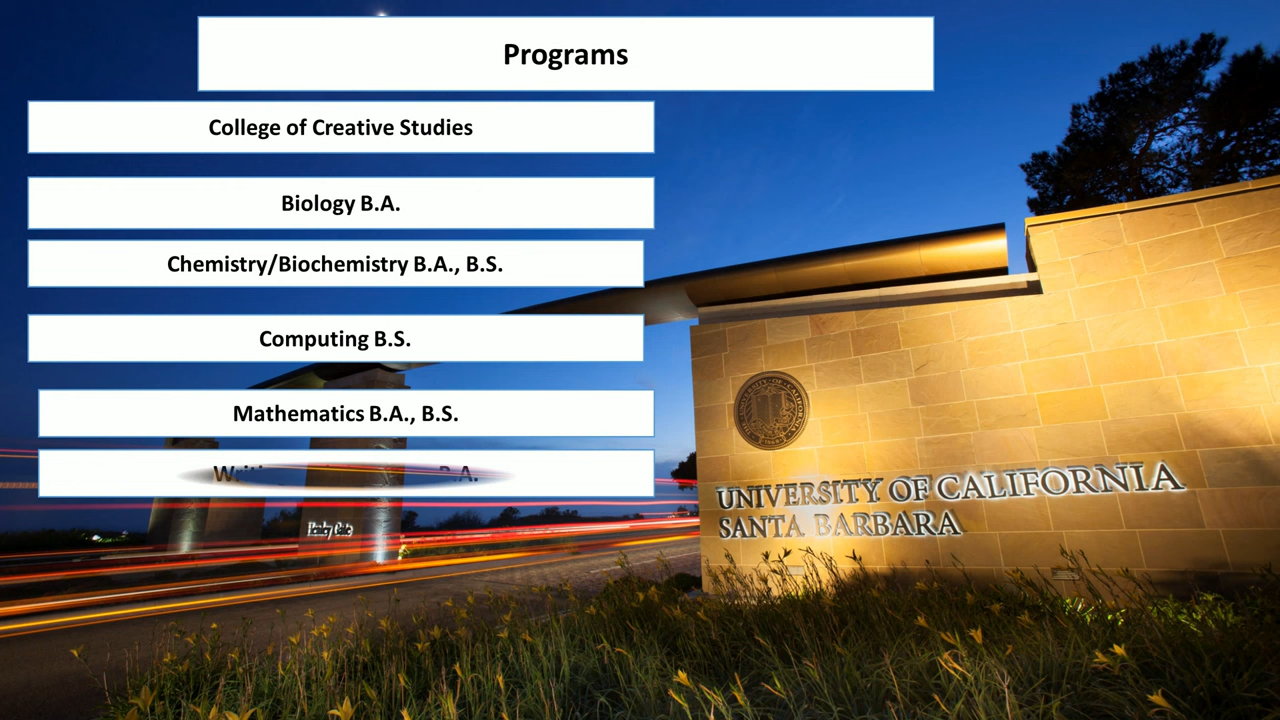 Programs
College of Creative Studies
Biology B.A.
Chemistry/Biochemistry B.A., B.S.
Computing B.S.
Mathematics B.A., B.S.
B.A.
UNIVERSITY OF CALIFORNIA
SANTA BARBARA